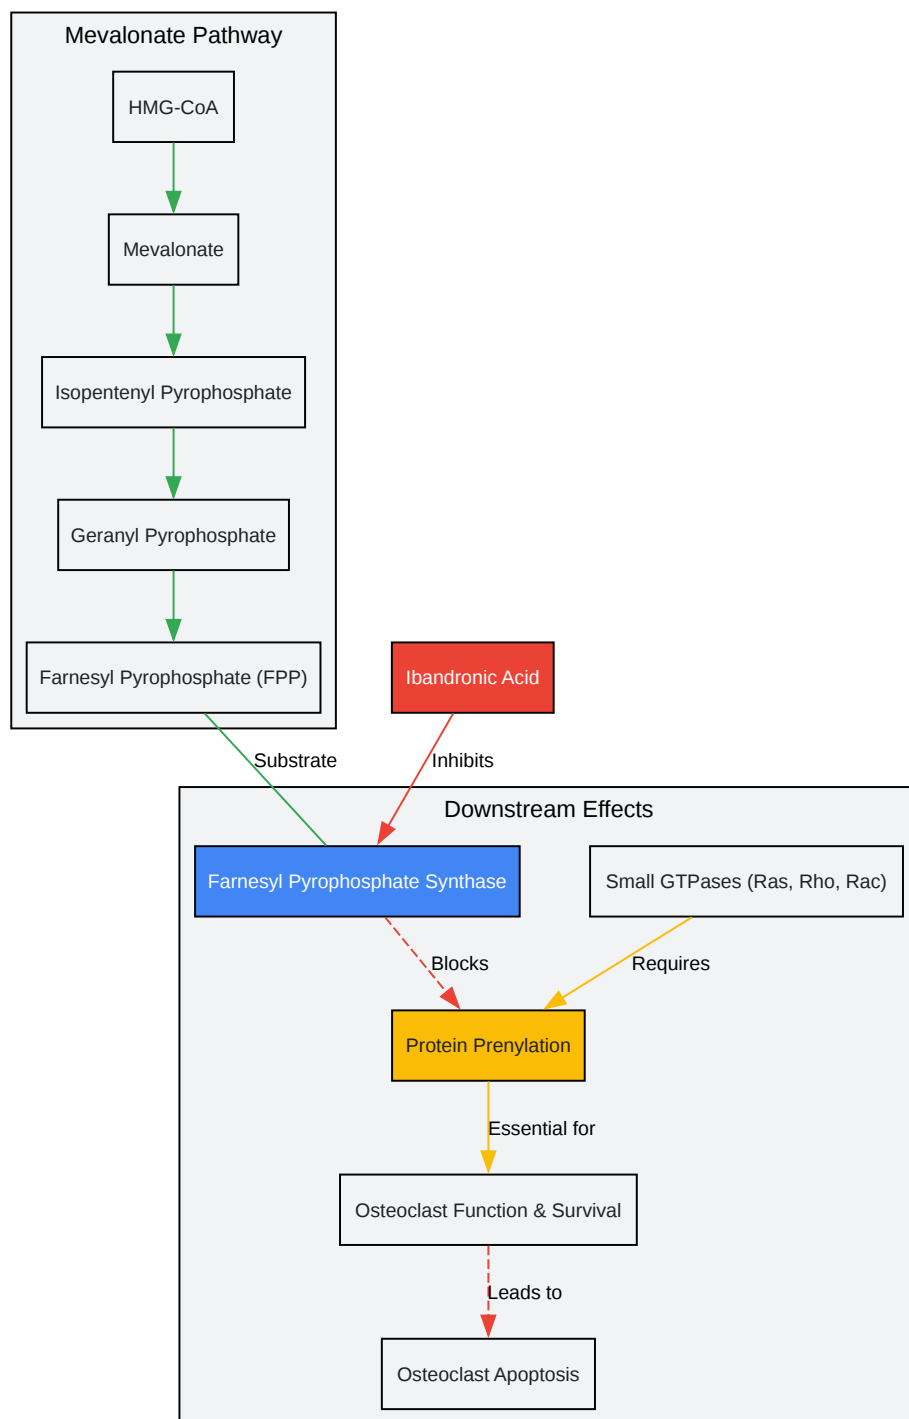 Mevalonate Pathway
HMG-CoA
Mevalonate
Isopentenyl Pyrophosphate
Geranyl Pyrophosphate
Farnesyl Pyrophosphate (FPP)
Ibandronic Acid
Substrate
Inhibits
Downstream Effects
Farnesyl Pyrophosphate Synthase
Small GTPases (Ras, Rho, Rac)
Blocks
Requires
Protein Prenylation
Essential for
Osteoclast Function & Survival
Leads to
Osteoclast Apoptosis